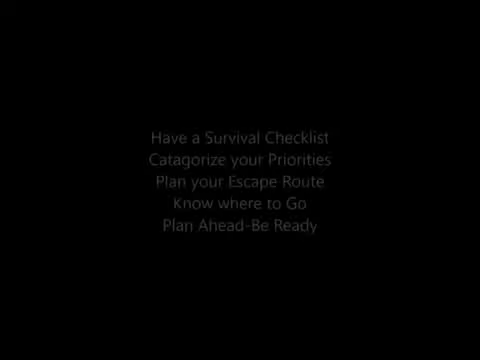 Have a Survival Checklist
Catagorize your Priorities
Plan your Escape Route
Know where to Go
Plan Ahead-Be Ready